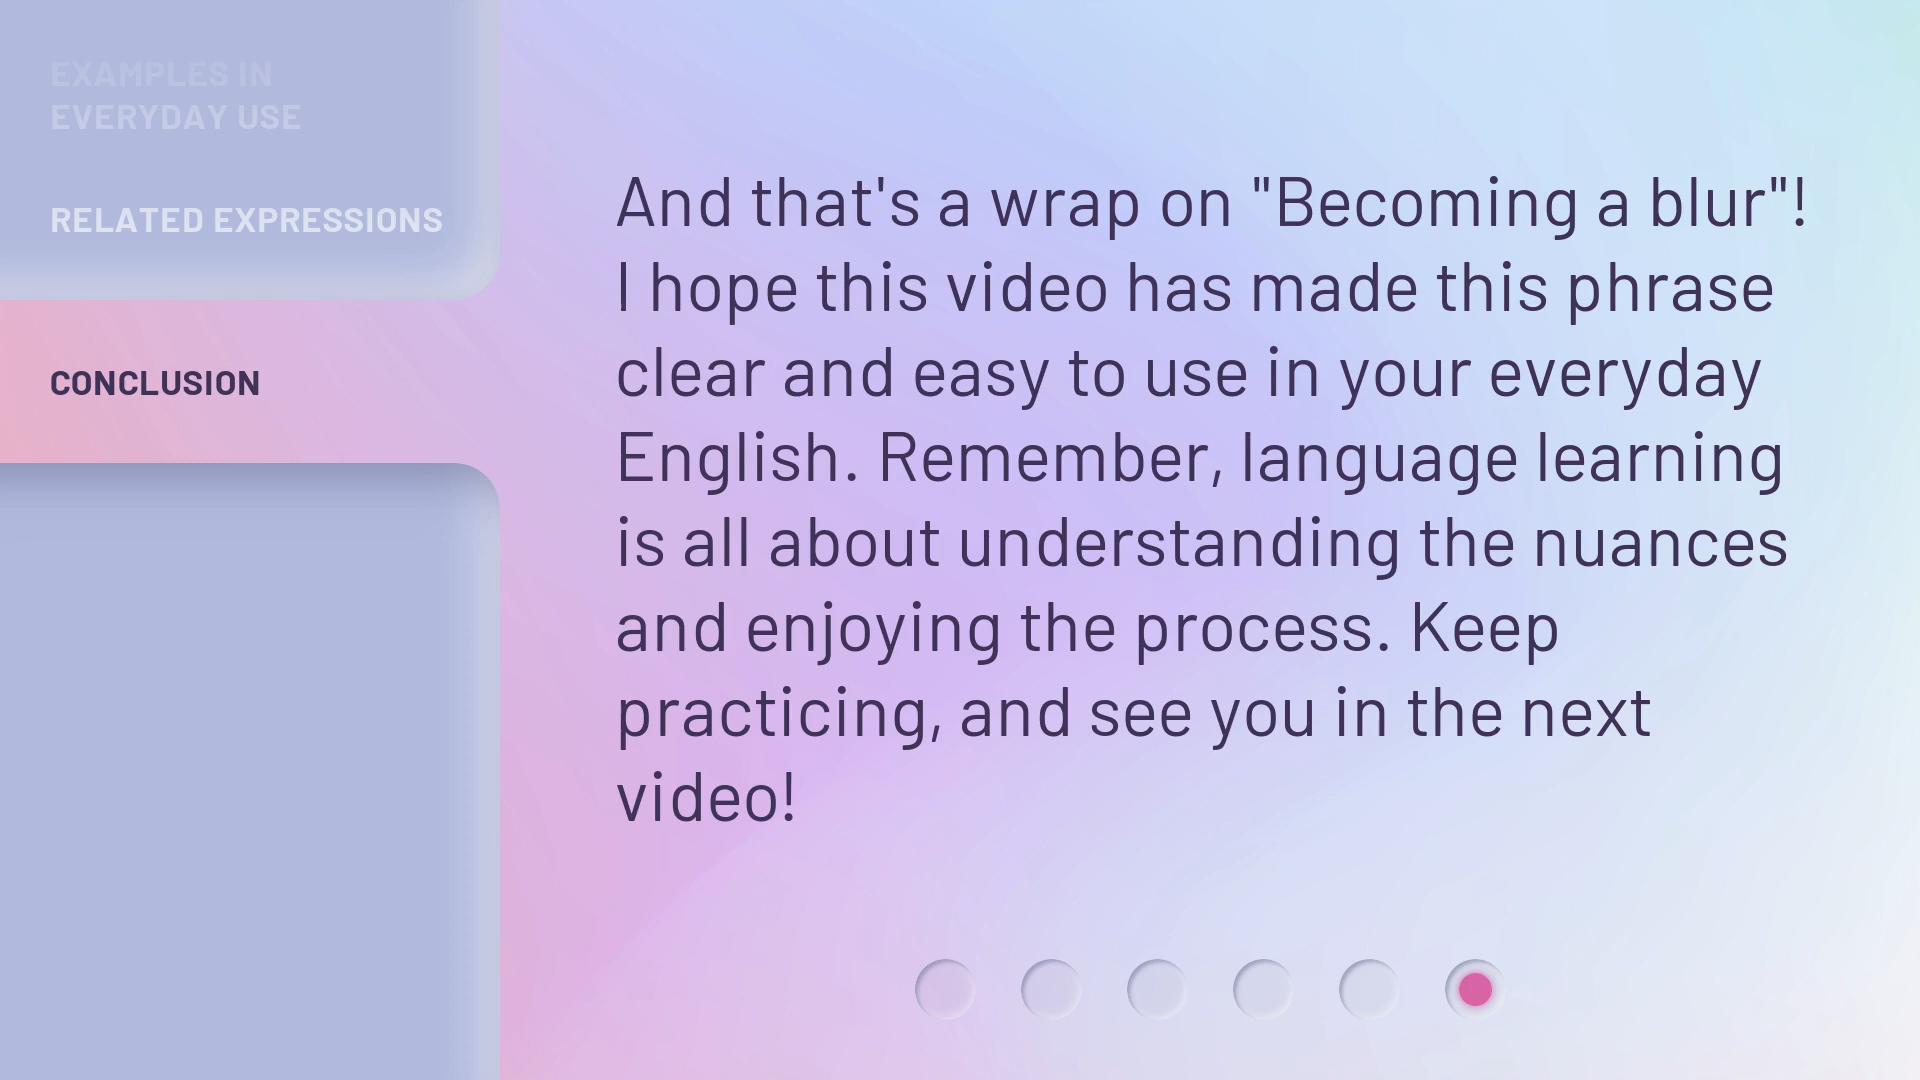 EXAMPLES IN
EVERYDAY USE
RELATED EXPRESSIONS
CONCLUSION
And that's a wrap on "Becoming a blur"!
I hope this video has made this phrase
clear and easy to use in your everyday
English. Remember, language learning
is all about understanding the nuances
and enjoying the process. Keep
practicing, and see you in the next
video!